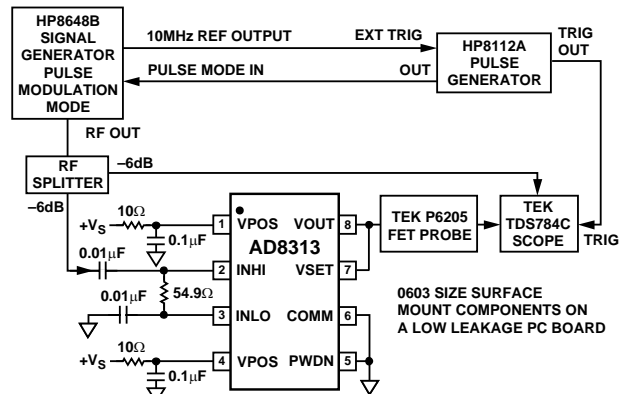 HP8648B
SIGNAL
GENERATOR
PULSE
MODULATION
MODE
10MHz REF OUTPUT
EXT TRIG
PULSE MODE IN
OUT
HP8112A
PULSE
GENERATOR
TRIG
OUT
RF OUT
RF
SPLITTER
–6dB
–6dB
+VS
10Ω
0.1μF
0.01μF
54.9Ω
0.01μF
+VS
10Ω
0.1μF
1
VPOS
VOUT
8
AD8313
2
INHI
VSET
7
3
INLO
COMM
6
4
VPOS
PWDN
5
TEK P6205
FET PROBE
TEK
TDS784C
SCOPE
TRIG
0603 SIZE SURFACE
MOUNT COMPONENTS ON
A LOW LEAKAGE PC BOARD